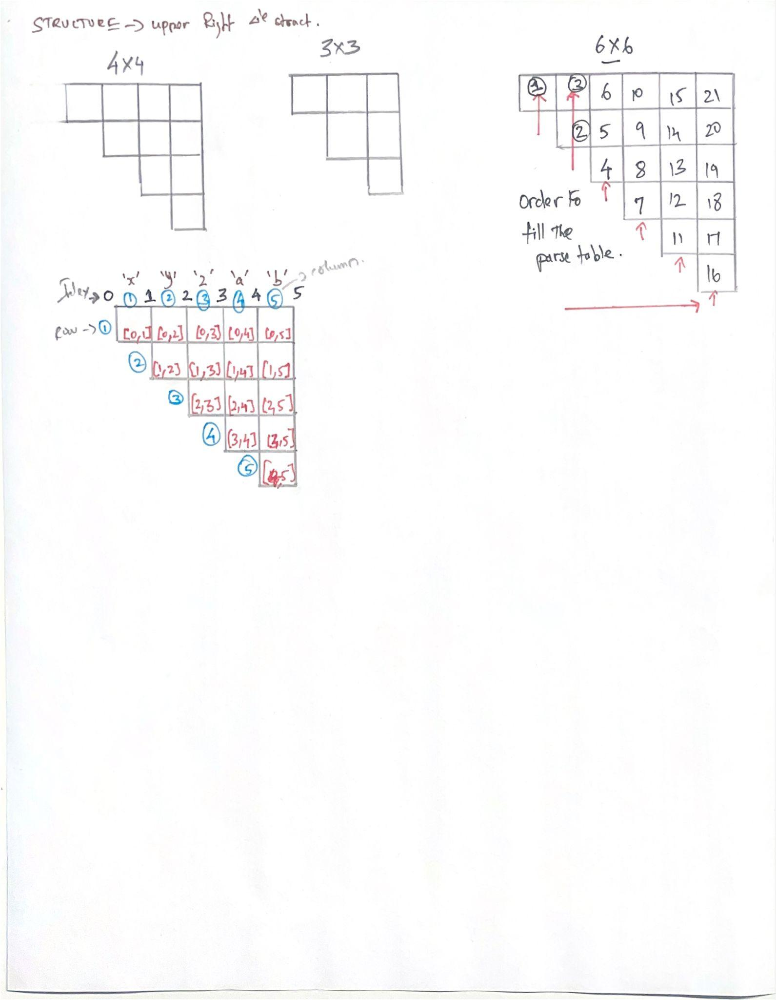 STRUCTURE → upper Right Δle struct.
4X4
3X3
6X6
1 3 6 10 15 21
2 5 9 14 20
4 8 13 19
7 12 18
11 17
16
order to
fill the
parse table.
'x' 'y' 'z' 'a' 'b' → column.
Index → 0 1 1 2 2 3 3 4 4 5 5
Row → 1 [0,1] [0,2] [0,3] [0,4] [0,5]
2 [1,2] [1,3] [1,4] [1,5]
3 [2,3] [2,4] [2,5]
4 [3,4] [3,5]
5 [4,5]